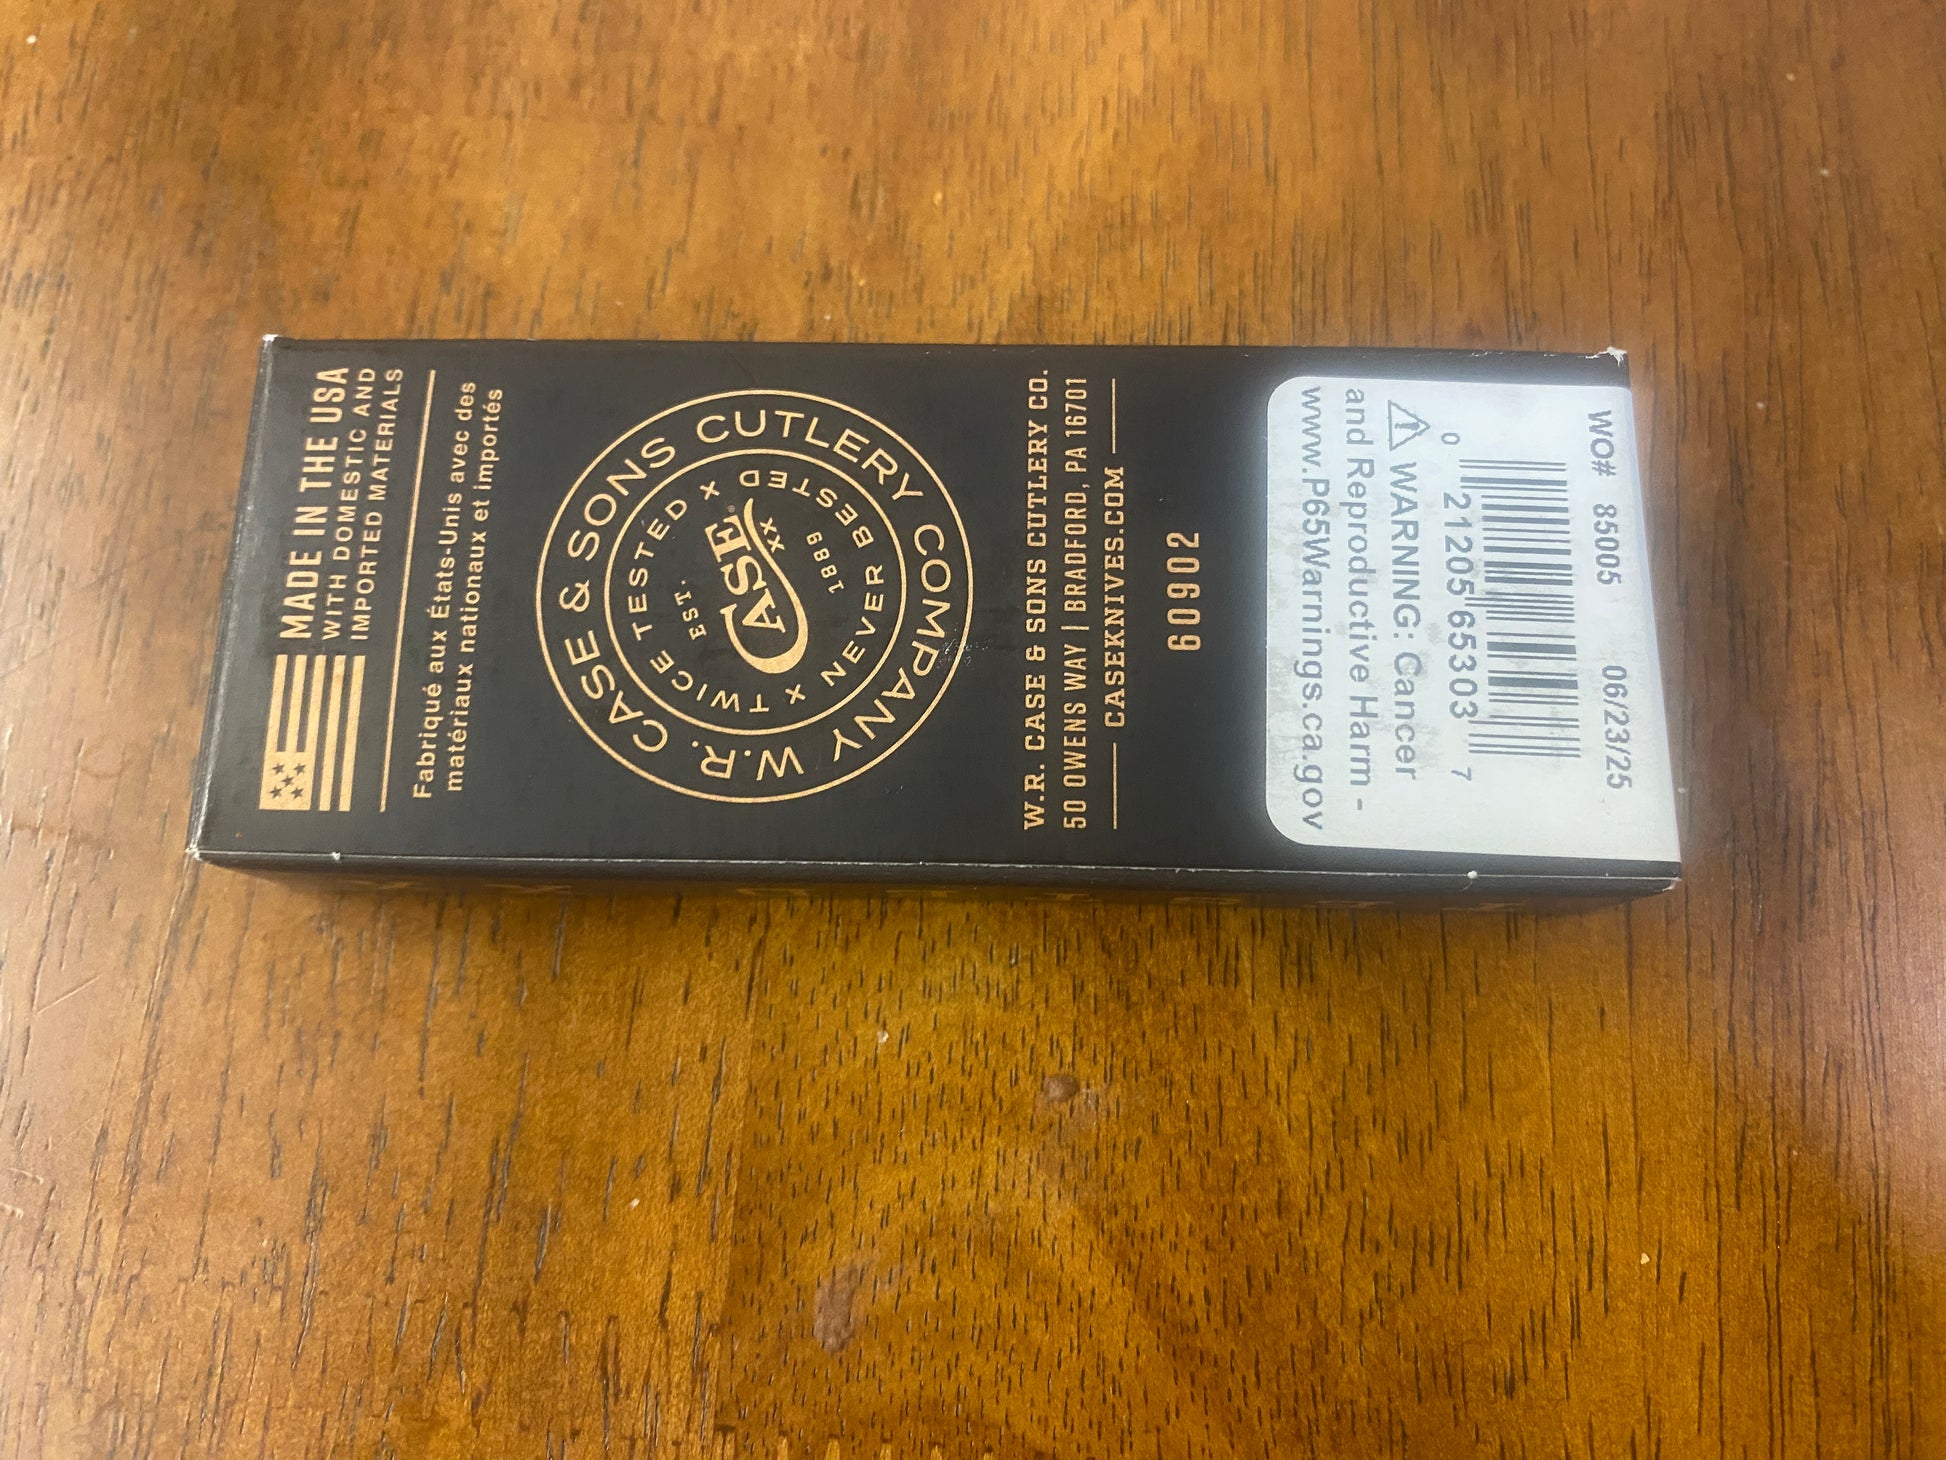 MADE IN THE USA
WITH DOMESTIC AND
IMPORTED MATERIALS
Fabriqué aux États-Unis avec des
matériaux nationaux et importés
W.R. CASE & SONS CUTLERY COMPANY
TWICE TESTED X NEVER BESTED X
EST.
CASE®
XX
1889
W.R. CASE & SONS CUTLERY CO.
50 OWENS WAY | BRADFORD, PA 16701
CASEKNIVES.COM
60902
WO# 85005 06/23/25
0 21205 65303 7
⚠ WARNING: Cancer
and Reproductive Harm -
www.P65Warnings.ca.gov